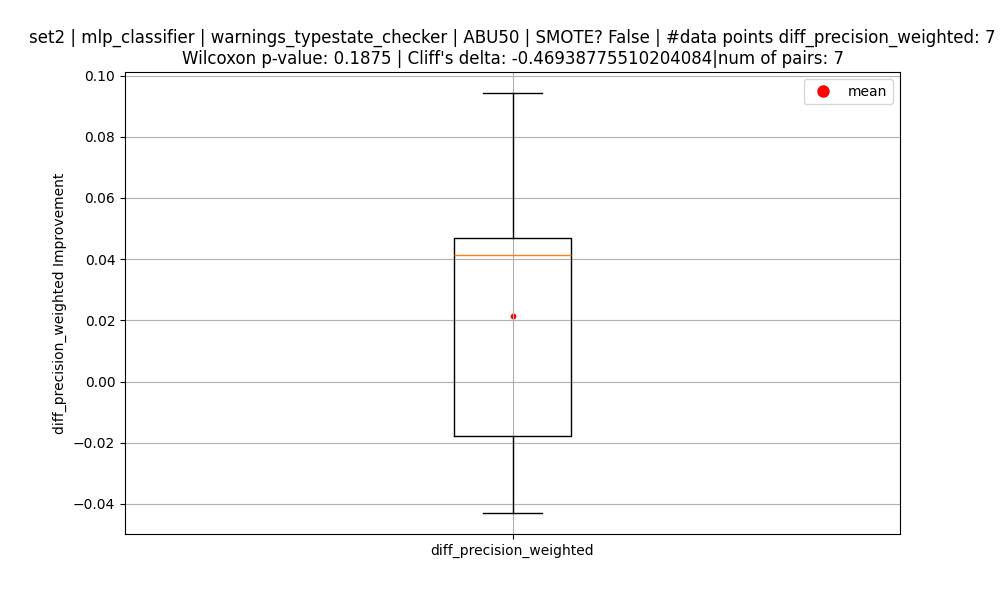 set2 | mlp_classifier | warnings_typestate_checker | ABU50 | SMOTE? False | #data points diff_precision_weighted: 7
Wilcoxon p-value: 0.1875 | Cliff's delta: -0.46938775510204084|num of pairs: 7
mean
0.10
0.08
0.06
0.04
0.02
0.00
−0.02
−0.04
diff_precision_weighted Improvement
diff_precision_weighted